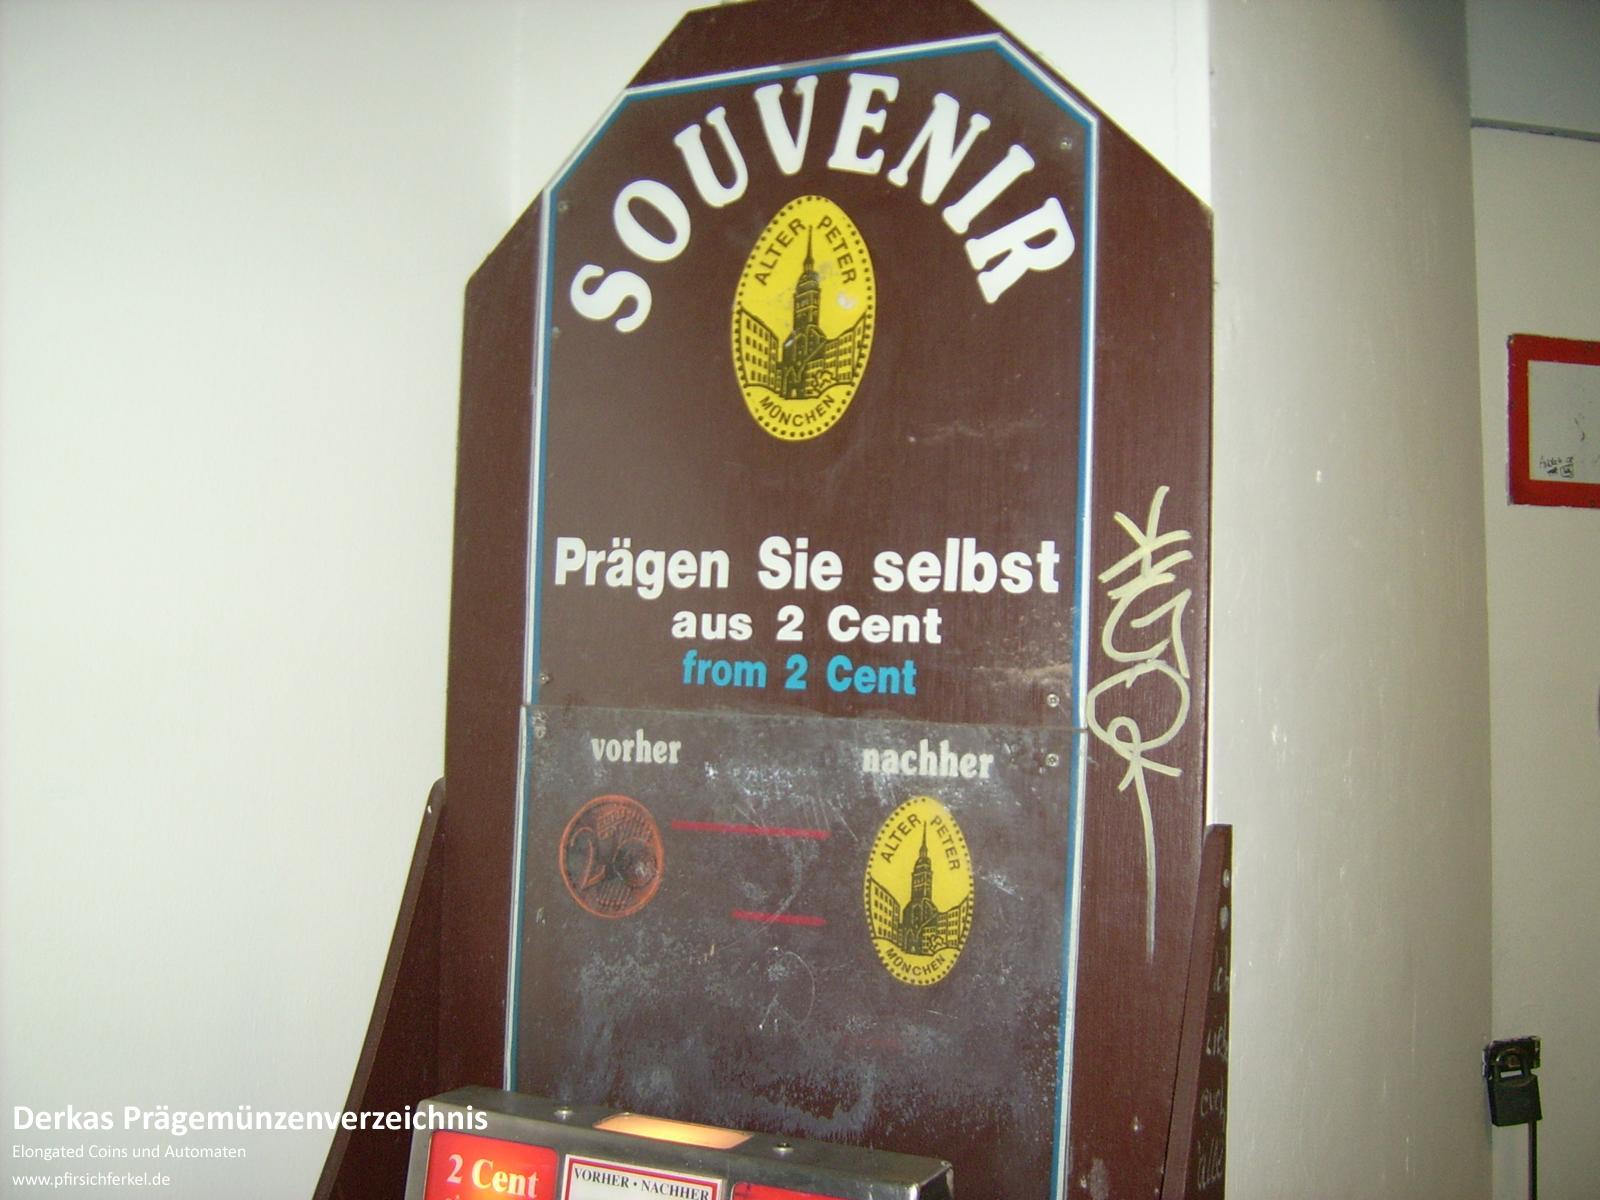 SOUVENIR
ALTER PETER
MÜNCHEN
Prägen Sie selbst
aus 2 Cent
from 2 Cent
vorher nachher
2
ALTER PETER
MÜNCHEN
2 Cent
VORHER • NACHHER
Derkas Prägemünzenverzeichnis
Elongated Coins und Automaten
www.pfirsichferkel.de